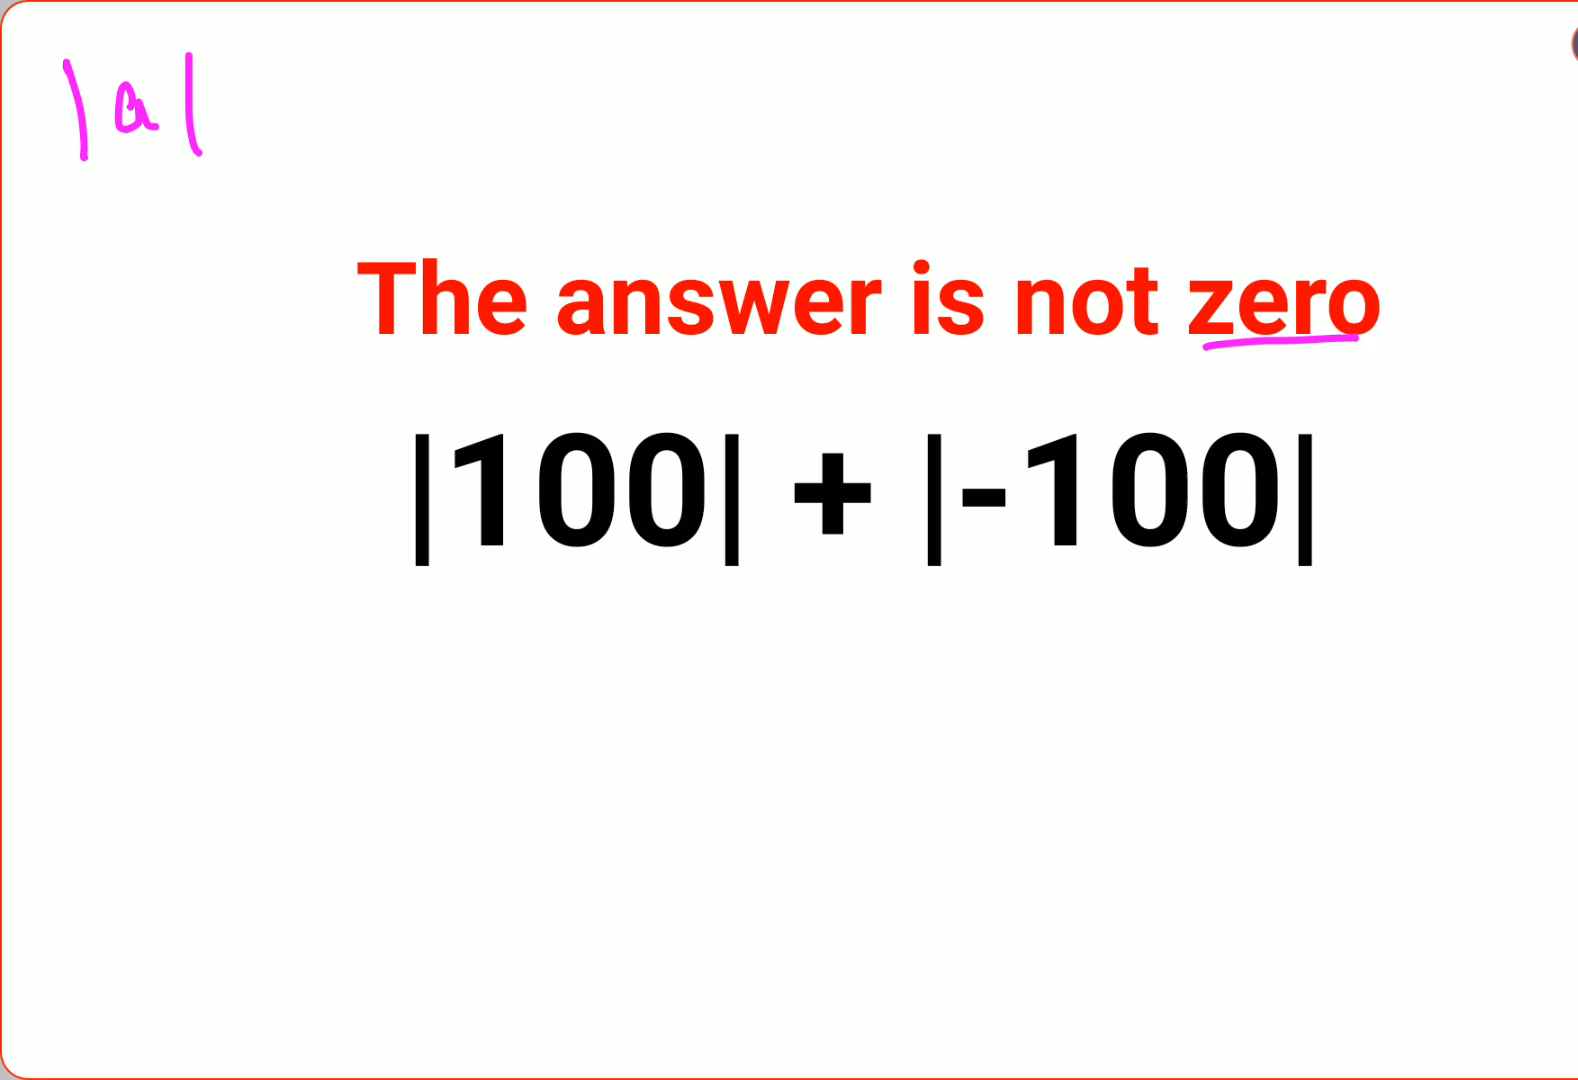 |a|
The answer is not zero
|100| + |-100|